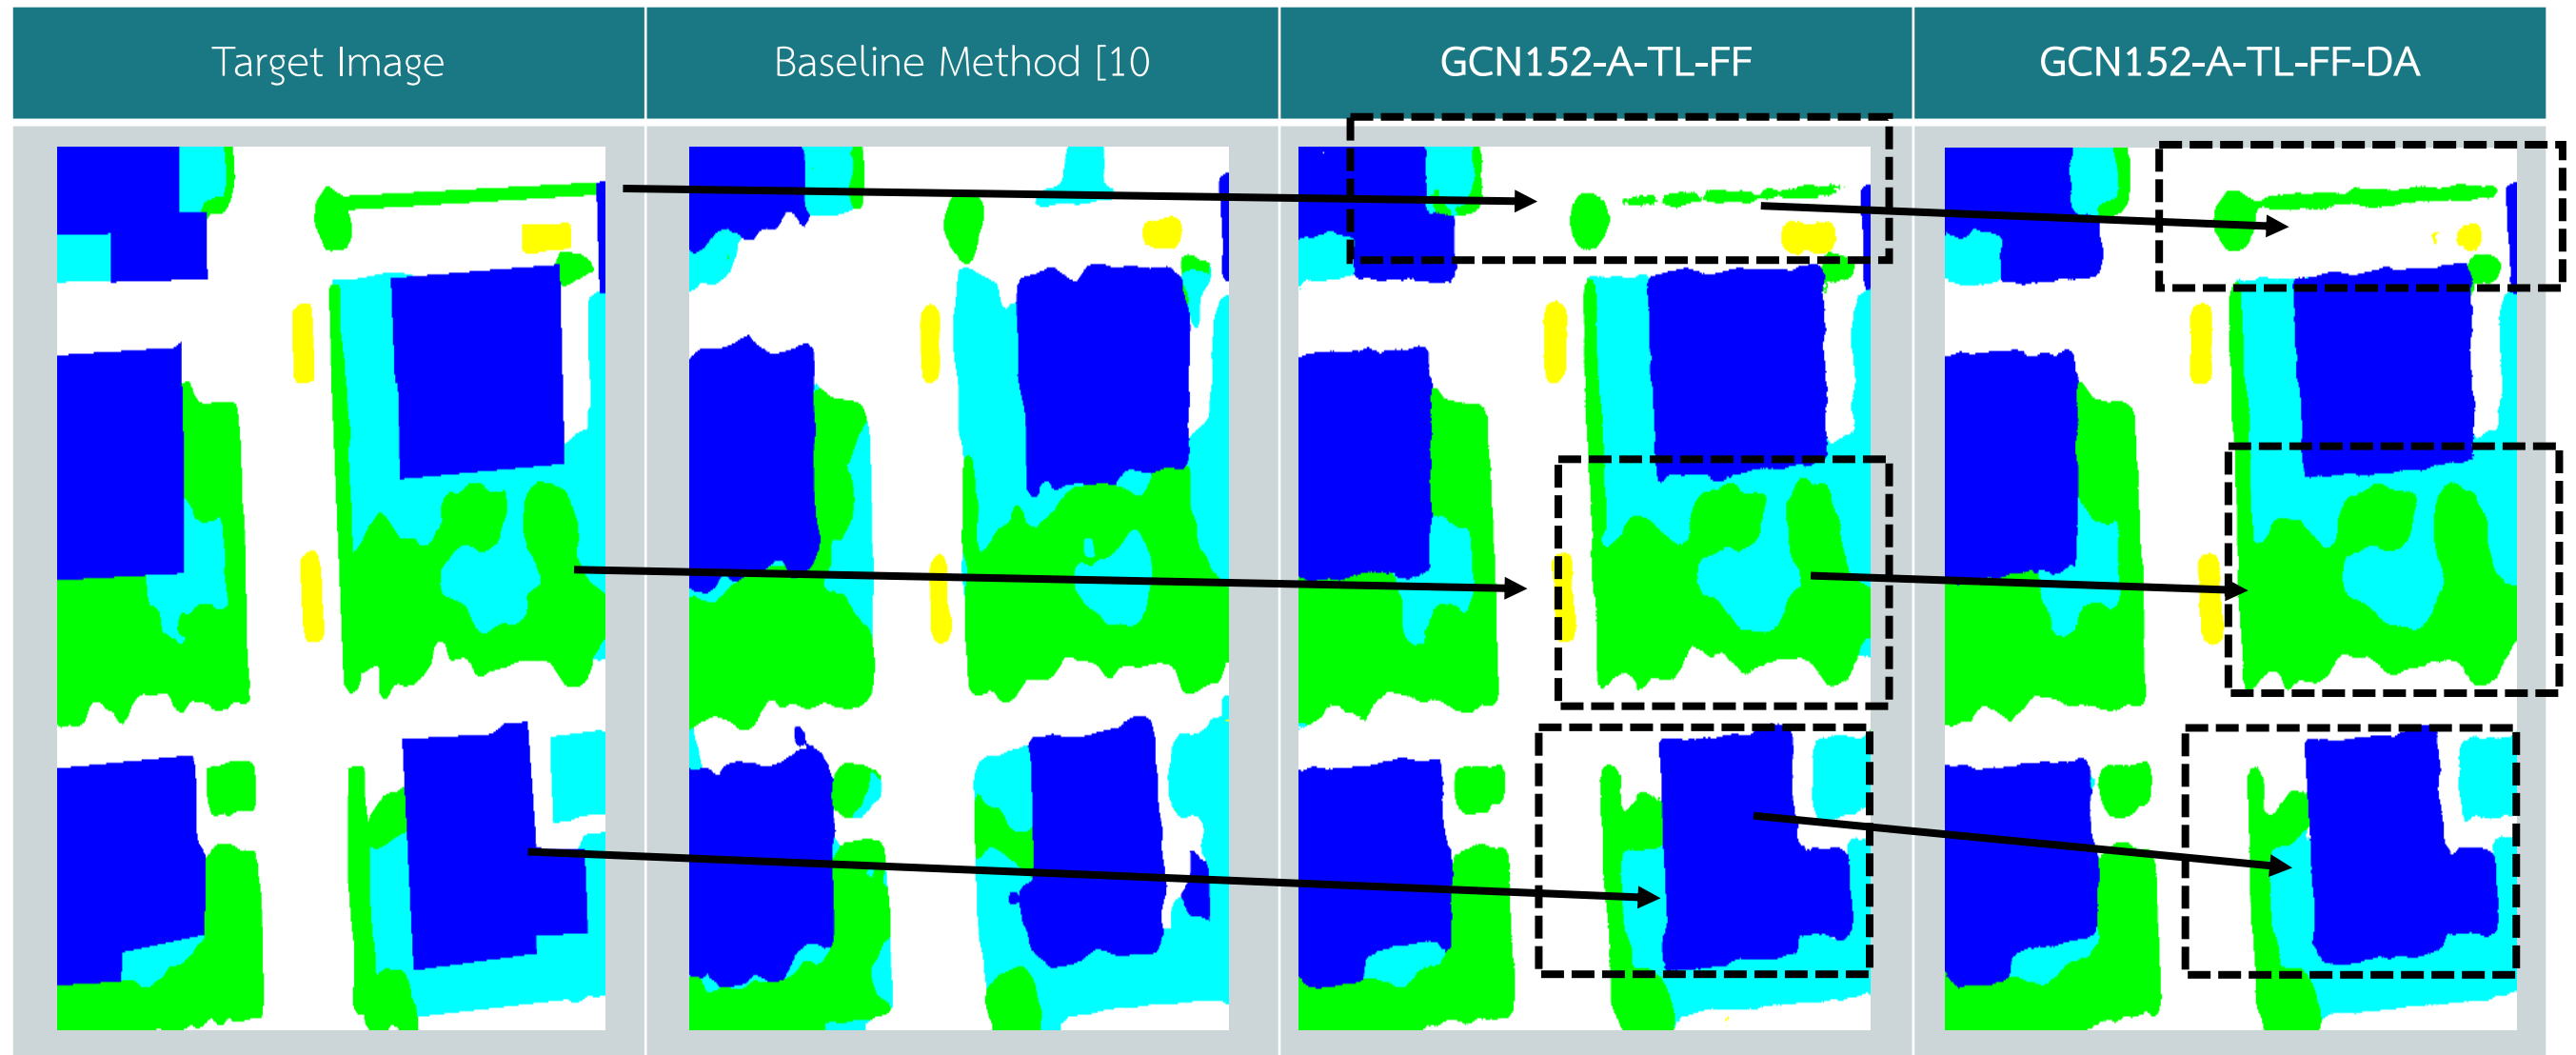 Target Image
Baseline Method [10
GCN152-A-TL-FF
GCN152-A-TL-FF-DA